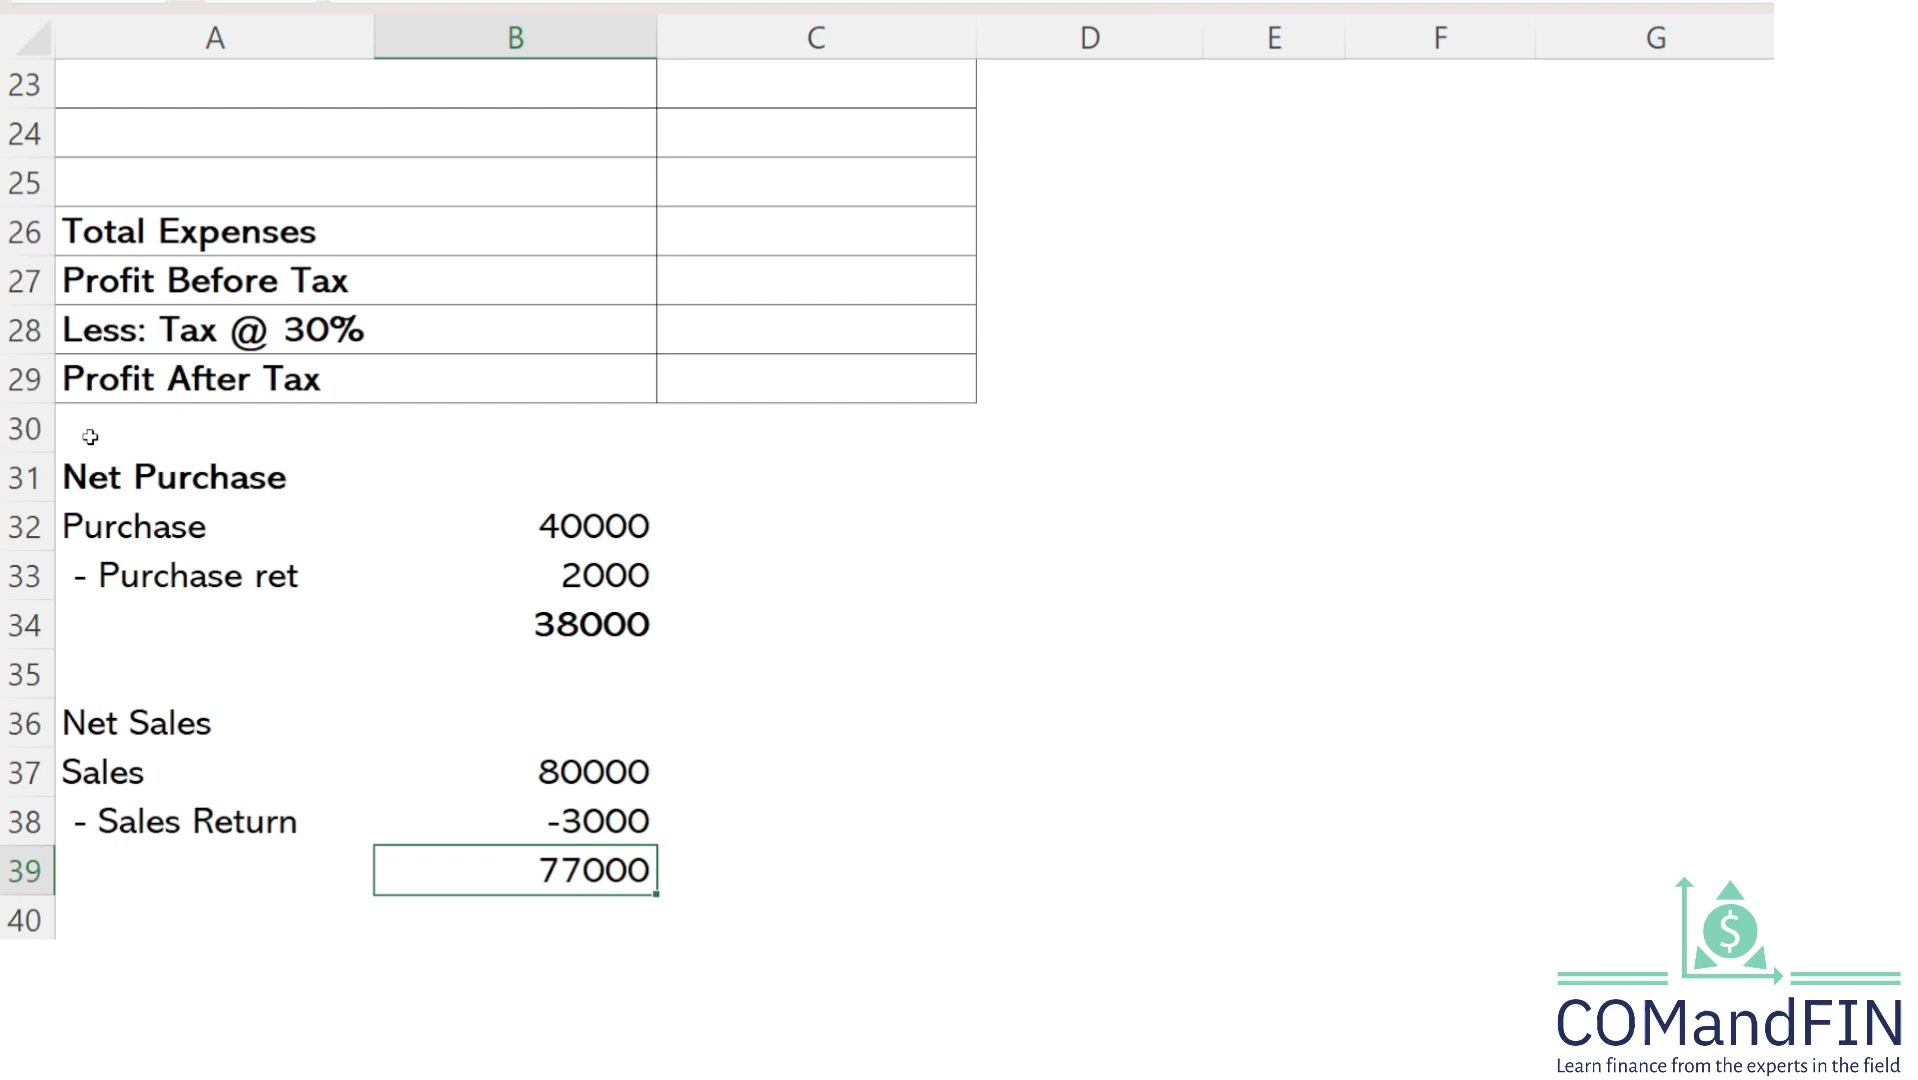 A B C D E F G
23
24
25
26 Total Expenses
27 Profit Before Tax
28 Less: Tax @ 30%
29 Profit After Tax
30
31 Net Purchase
32 Purchase 40000
33 - Purchase ret 2000
34 38000
35
36 Net Sales
37 Sales 80000
38 - Sales Return -3000
39 77000
40
$
COMandFIN
Learn finance from the experts in the field